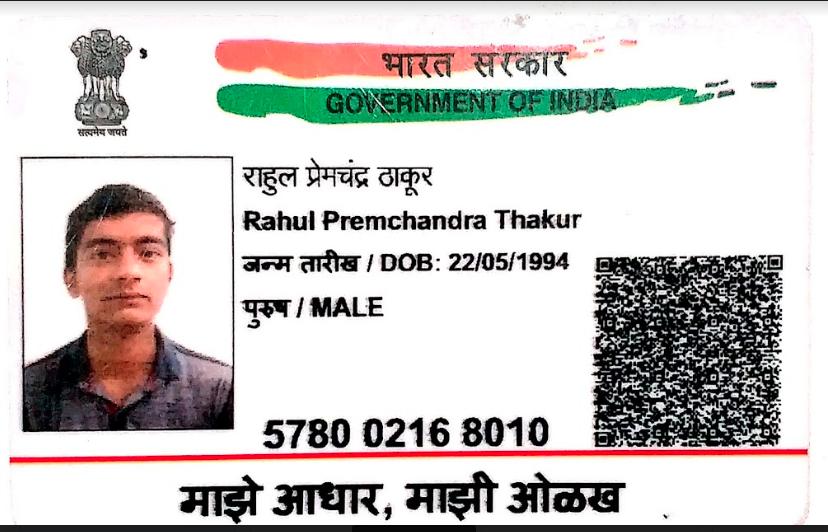 भारत सरकार
GOVERNMENT OF INDIA
सत्यमेव जयते
राहुल प्रेमचंद्र ठाकूर
Rahul Premchandra Thakur
जन्म तारीख / DOB: 22/05/1994
पुरुष / MALE
5780 0216 8010
माझे आधार, माझी ओळख